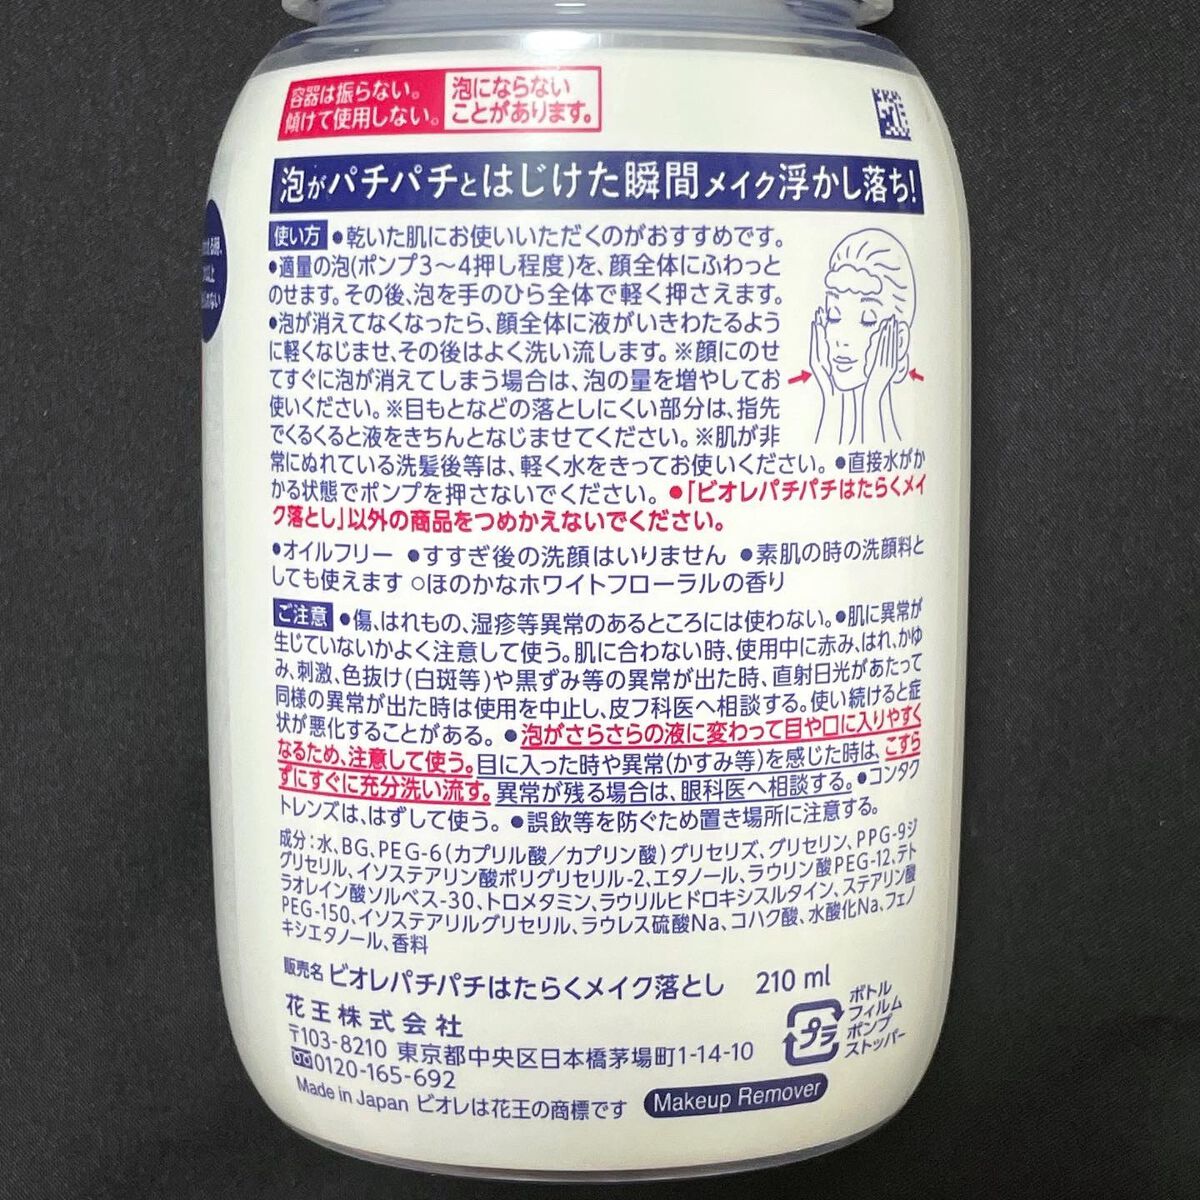 容器は振らない。
傾けて使用しない。
泡にならない
ことがあります。
泡がパチパチとはじけた瞬間メイク浮かし落ち!
使い方 ●乾いた肌にお使いいただくのがおすすめです。
●適量の泡(ポンプ3〜4押し程度)を、顔全体にふわっと
のせます。その後、泡を手のひら全体で軽く押さえます。
●泡が消えてなくなったら、顔全体に液がいきわたるよう
に軽くなじませ、その後はよく洗い流します。※顔にのせ
てすぐに泡が消えてしまう場合は、泡の量を増やしてお
使いください。※目もとなどの落としにくい部分は、指先
でくるくると液をきちんとなじませてください。※肌が非
常にぬれている洗髪後等は、軽く水をきってお使いください。●直接水がか
かる状態でポンプを押さないでください。●「ビオレパチパチはたらくメイ
ク落とし」以外の商品をつめかえないでください。
●オイルフリー ●すすぎ後の洗顔はいりません ●素肌の時の洗顔料と
しても使えます ○ほのかなホワイトフローラルの香り
ご注意 ●傷、はれもの、湿疹等異常のあるところには使わない。●肌に異常が
生じていないかよく注意して使う。肌に合わない時、使用中に赤み、はれ、かゆ
み、刺激、色抜け(白斑等)や黒ずみ等の異常が出た時、直射日光があたって
同様の異常が出た時は使用を中止し、皮フ科医へ相談する。使い続けると症
状が悪化することがある。●泡がさらさらの液に変わって目や口に入りやすく
なるため、注意して使う。目に入った時や異常(かすみ等)を感じた時は、こすら
ずにすぐに充分洗い流す。異常が残る場合は、眼科医へ相談する。●コンタク
トレンズは、はずして使う。●誤飲等を防ぐため置き場所に注意する。
成分:水、BG、PEG-6(カプリル酸/カプリン酸)グリセリズ、グリセリン、PPG-9ジ
グリセリル、イソステアリン酸ポリグリセリル-2、エタノール、ラウリン酸PEG-12、テト
ラオレイン酸ソルベス-30、トロメタミン、ラウリルヒドロキシスルタイン、ステアリン酸
PEG-150、イソステアリルグリセリル、ラウレス硫酸Na、コハク酸、水酸化Na、フェノ
キシエタノール、香料
販売名 ビオレパチパチはたらくメイク落とし 210 ml
花王株式会社
〒103-8210 東京都中央区日本橋茅場町1-14-10
0120-165-692
Made in Japan ビオレは花王の商標です
Makeup Remover
プラ
ボトル
フィルム
ポンプ
ストッパー